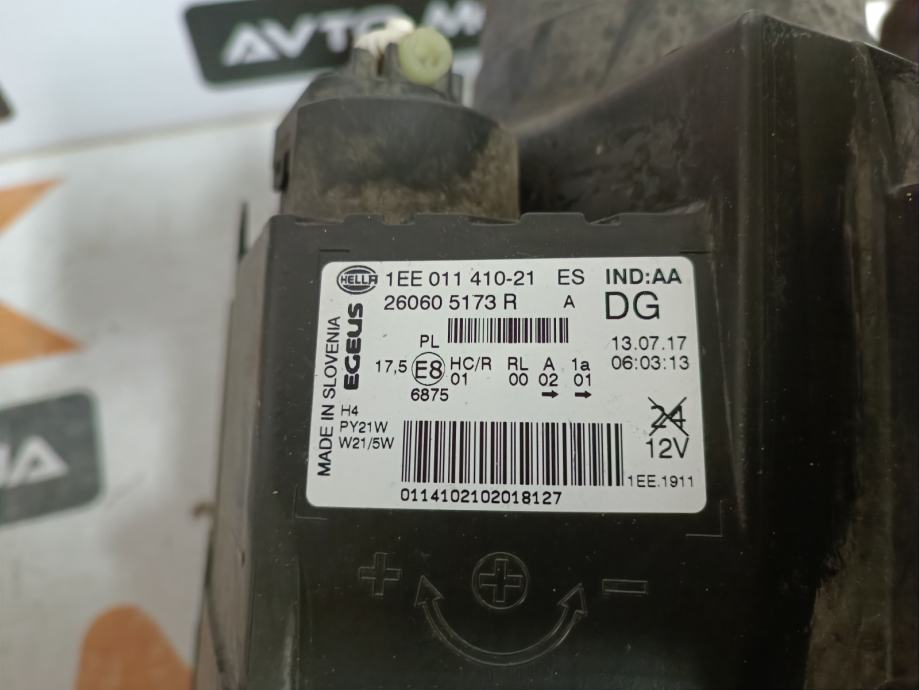 AVTO M
HELLA 1EE 011 410-21 ES IND:AA
26060 5173 R A DG
PL 13.07.17
17,5 E8 HC/R RL A 1a 06:03:13
01 00 02 01
6875 → →
MADE IN SLOVENIA
EGEUS
H4
PY21W
W21/5W
24
12V
1EE.1911
0114102102018127
+ + −